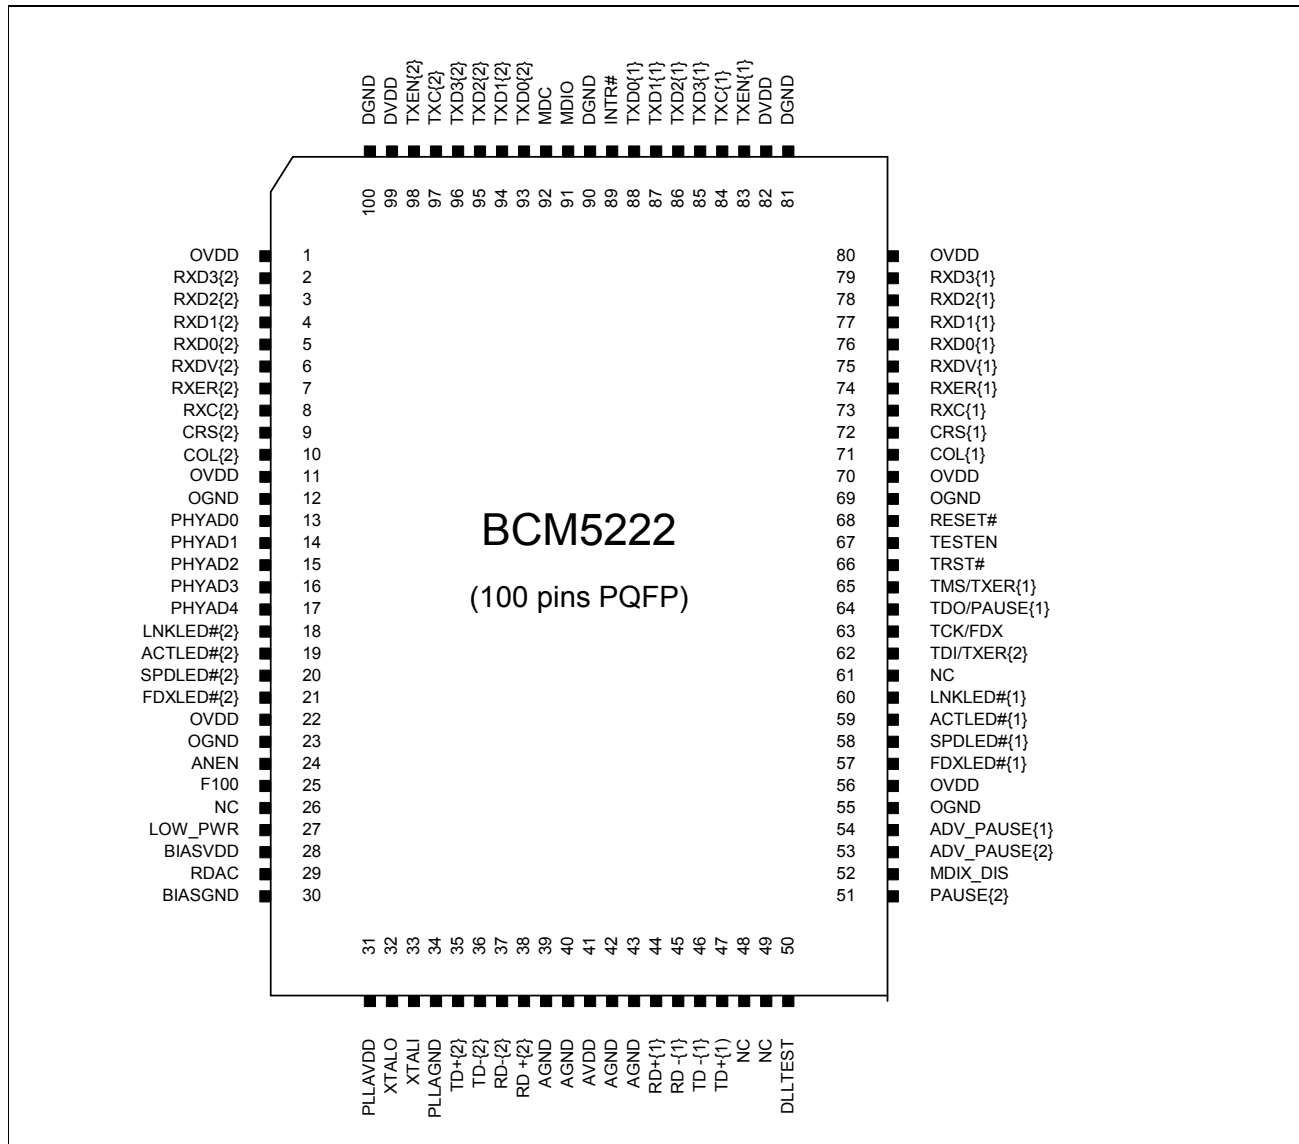 DGND
DVDD
TXEN{2}
TXC{2}
TXD3{2}
TXD2{2}
TXD1{2}
TXD0{2}
MDC
MDIO
DGND
INTR#
TXD0{1}
TXD1{1}
TXD2{1}
TXD3{1}
TXC{1}
TXEN{1}
DVDD
DGND
100
99
98
97
96
95
94
93
92
91
90
89
88
87
86
85
84
83
82
81
OVDD 1
RXD3{2} 2
RXD2{2} 3
RXD1{2} 4
RXD0{2} 5
RXDV{2} 6
RXER{2} 7
RXC{2} 8
CRS{2} 9
COL{2} 10
OVDD 11
OGND 12
PHYAD0 13
PHYAD1 14
PHYAD2 15
PHYAD3 16
PHYAD4 17
LNKLED#{2} 18
ACTLED#{2} 19
SPDLED#{2} 20
FDXLED#{2} 21
OVDD 22
OGND 23
ANEN 24
F100 25
NC 26
LOW_PWR 27
BIASVDD 28
RDAC 29
BIASGND 30
BCM5222
(100 pins PQFP)
80 OVDD
79 RXD3{1}
78 RXD2{1}
77 RXD1{1}
76 RXD0{1}
75 RXDV{1}
74 RXER{1}
73 RXC{1}
72 CRS{1}
71 COL{1}
70 OVDD
69 OGND
68 RESET#
67 TESTEN
66 TRST#
65 TMS/TXER{1}
64 TDO/PAUSE{1}
63 TCK/FDX
62 TDI/TXER{2}
61 NC
60 LNKLED#{1}
59 ACTLED#{1}
58 SPDLED#{1}
57 FDXLED#{1}
56 OVDD
55 OGND
54 ADV_PAUSE{1}
53 ADV_PAUSE{2}
52 MDIX_DIS
51 PAUSE{2}
31
32
33
34
35
36
37
38
39
40
41
42
43
44
45
46
47
48
49
50
PLLAVDD
XTALO
XTALI
PLLAGND
TD+{2}
TD-{2}
RD-{2}
RD +{2}
AGND
AGND
AVDD
AGND
AGND
RD+{1}
RD -{1}
TD -{1}
TD+{1)
NC
NC
DLLTEST